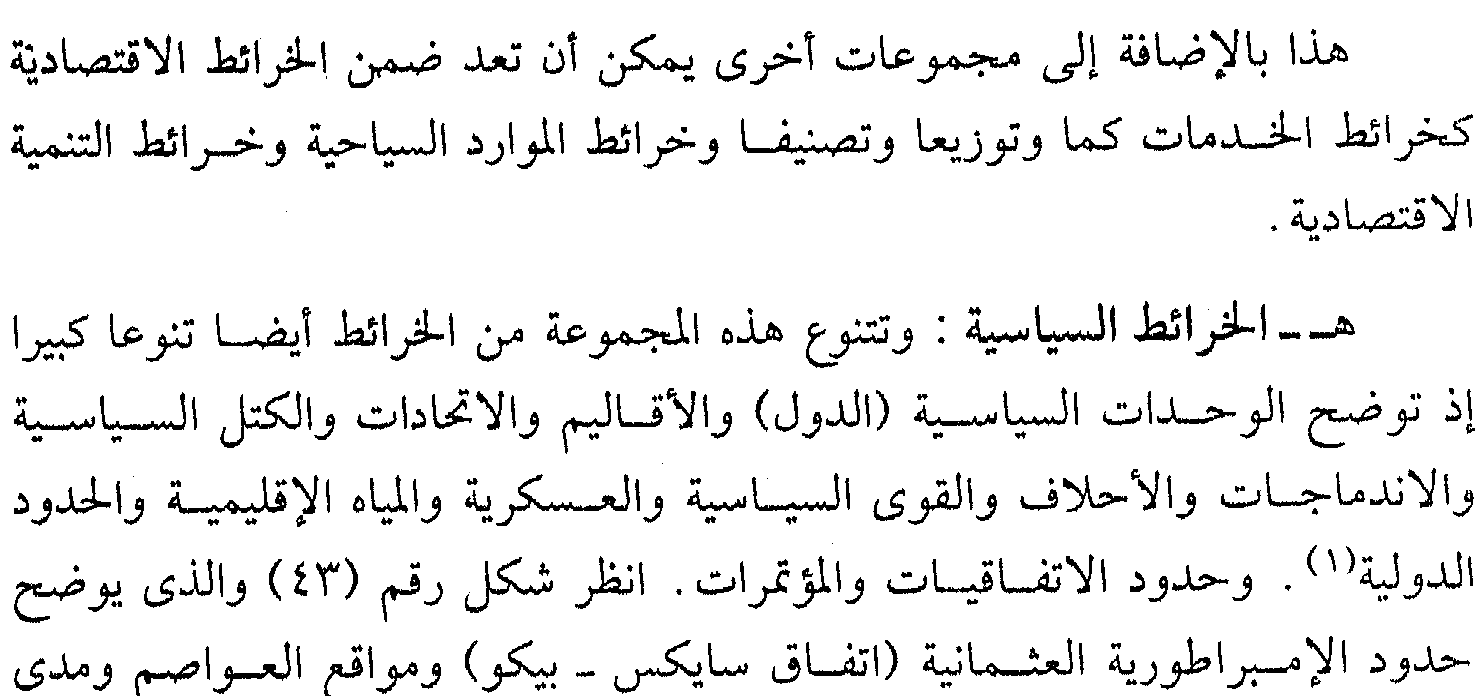 هذا بالإضافة إلى مجموعات أخرى يمكن أن تعد ضمن الخرائط الاقتصادية
كخرائط الخدمات كما وتوزيعا وتصنيفا وخرائط الموارد السياحية وخرائط التنمية
الاقتصادية .
هـ - الخرائط السياسية : وتتنوع هذه المجموعة من الخرائط أيضا تنوعا كبيرا
إذ توضح الوحدات السياسية (الدول) والأقاليم والاتحادات والكتل السياسية
والاندماجات والأحلاف والقوى السياسية والعسكرية والمياه الإقليمية والحدود
الدولية(١) . وحدود الاتفاقيات والمؤتمرات . انظر شكل رقم (٤٣) والذى يوضح
حدود الإمبراطورية العثمانية (اتفاق سايكس - بيكو) ومواقع العواصم ومدى